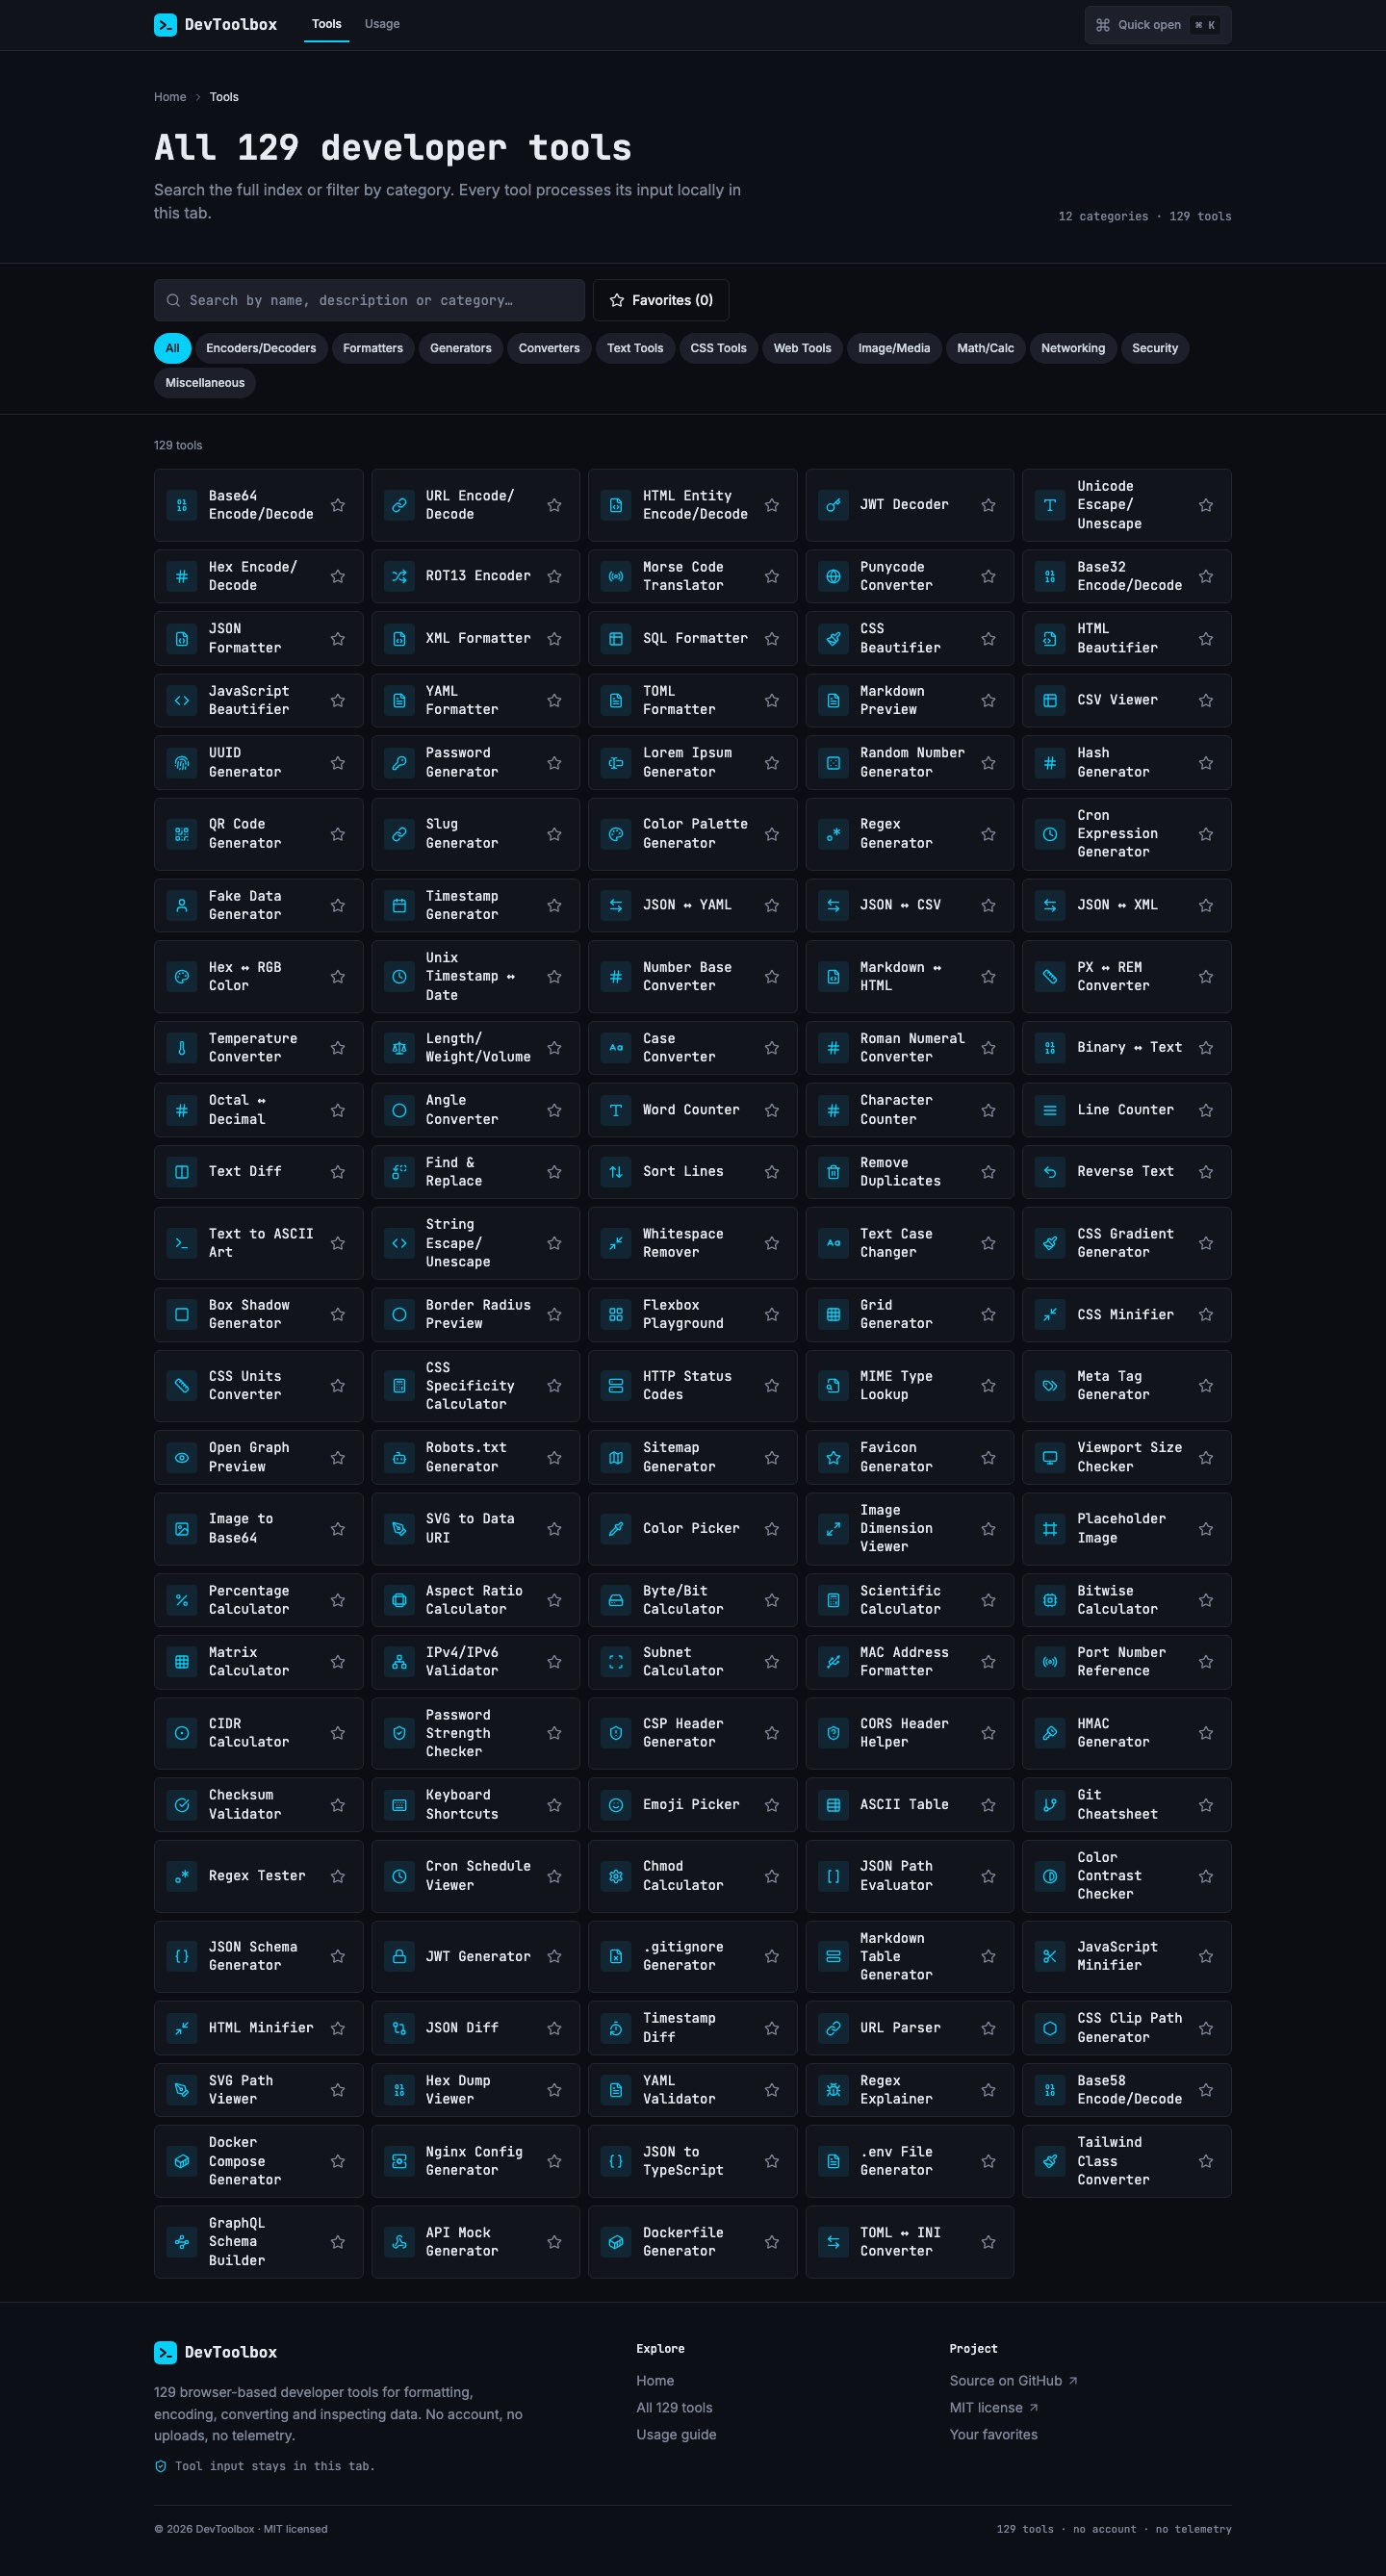 DevToolbox
Tools
Usage
Quick open
⌘ K
Home
Tools
All 129 developer tools
Search the full index or filter by category. Every tool processes its input locally in
this tab.
12 categories · 129 tools
Search by name, description or category…
Favorites (0)
All
Encoders/Decoders
Formatters
Generators
Converters
Text Tools
CSS Tools
Web Tools
Image/Media
Math/Calc
Networking
Security
Miscellaneous
129 tools
Base64
Encode/Decode
URL Encode/
Decode
HTML Entity
Encode/Decode
JWT Decoder
Unicode
Escape/
Unescape
Hex Encode/
Decode
ROT13 Encoder
Morse Code
Translator
Punycode
Converter
Base32
Encode/Decode
JSON
Formatter
XML Formatter
SQL Formatter
CSS
Beautifier
HTML
Beautifier
JavaScript
Beautifier
YAML
Formatter
TOML
Formatter
Markdown
Preview
CSV Viewer
UUID
Generator
Password
Generator
Lorem Ipsum
Generator
Random Number
Generator
Hash
Generator
QR Code
Generator
Slug
Generator
Color Palette
Generator
Regex
Generator
Cron
Expression
Generator
Fake Data
Generator
Timestamp
Generator
JSON ↔ YAML
JSON ↔ CSV
JSON ↔ XML
Hex ↔ RGB
Color
Unix
Timestamp ↔
Date
Number Base
Converter
Markdown ↔
HTML
PX ↔ REM
Converter
Temperature
Converter
Length/
Weight/Volume
Case
Converter
Roman Numeral
Converter
Binary ↔ Text
Octal ↔
Decimal
Angle
Converter
Word Counter
Character
Counter
Line Counter
Text Diff
Find &
Replace
Sort Lines
Remove
Duplicates
Reverse Text
Text to ASCII
Art
String
Escape/
Unescape
Whitespace
Remover
Text Case
Changer
CSS Gradient
Generator
Box Shadow
Generator
Border Radius
Preview
Flexbox
Playground
Grid
Generator
CSS Minifier
CSS Units
Converter
CSS
Specificity
Calculator
HTTP Status
Codes
MIME Type
Lookup
Meta Tag
Generator
Open Graph
Preview
Robots.txt
Generator
Sitemap
Generator
Favicon
Generator
Viewport Size
Checker
Image to
Base64
SVG to Data
URI
Color Picker
Image
Dimension
Viewer
Placeholder
Image
Percentage
Calculator
Aspect Ratio
Calculator
Byte/Bit
Calculator
Scientific
Calculator
Bitwise
Calculator
Matrix
Calculator
IPv4/IPv6
Validator
Subnet
Calculator
MAC Address
Formatter
Port Number
Reference
CIDR
Calculator
Password
Strength
Checker
CSP Header
Generator
CORS Header
Helper
HMAC
Generator
Checksum
Validator
Keyboard
Shortcuts
Emoji Picker
ASCII Table
Git
Cheatsheet
Regex Tester
Cron Schedule
Viewer
Chmod
Calculator
JSON Path
Evaluator
Color
Contrast
Checker
JSON Schema
Generator
JWT Generator
.gitignore
Generator
Markdown
Table
Generator
JavaScript
Minifier
HTML Minifier
JSON Diff
Timestamp
Diff
URL Parser
CSS Clip Path
Generator
SVG Path
Viewer
Hex Dump
Viewer
YAML
Validator
Regex
Explainer
Base58
Encode/Decode
Docker
Compose
Generator
Nginx Config
Generator
JSON to
TypeScript
.env File
Generator
Tailwind
Class
Converter
GraphQL
Schema
Builder
API Mock
Generator
Dockerfile
Generator
TOML ↔ INI
Converter
DevToolbox
129 browser-based developer tools for formatting,
encoding, converting and inspecting data. No account, no
uploads, no telemetry.
Tool input stays in this tab.
Explore
Home
All 129 tools
Usage guide
Project
Source on GitHub
MIT license
Your favorites
© 2026 DevToolbox · MIT licensed
129 tools · no account · no telemetry